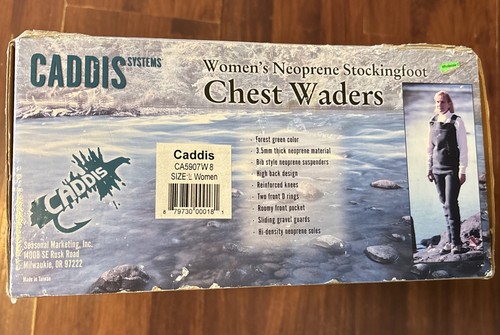 CADDIS SYSTEMS
Women's Neoprene Stockingfoot
Chest Waders
Caddis
CA5907W 8
SIZE: L Women
8 79730 00018 1
- Forest green color
- 3.5mm thick neoprene material
- Bib style neoprene suspenders
- High back design
- Reinforced knees
- Two front D rings
- Roomy front pocket
- Sliding gravel guards
- Hi-density neoprene soles
CADDIS
Seasonal Marketing, Inc.
14008 SE Rusk Road
Milwaukie, OR 97222
Made in Taiwan